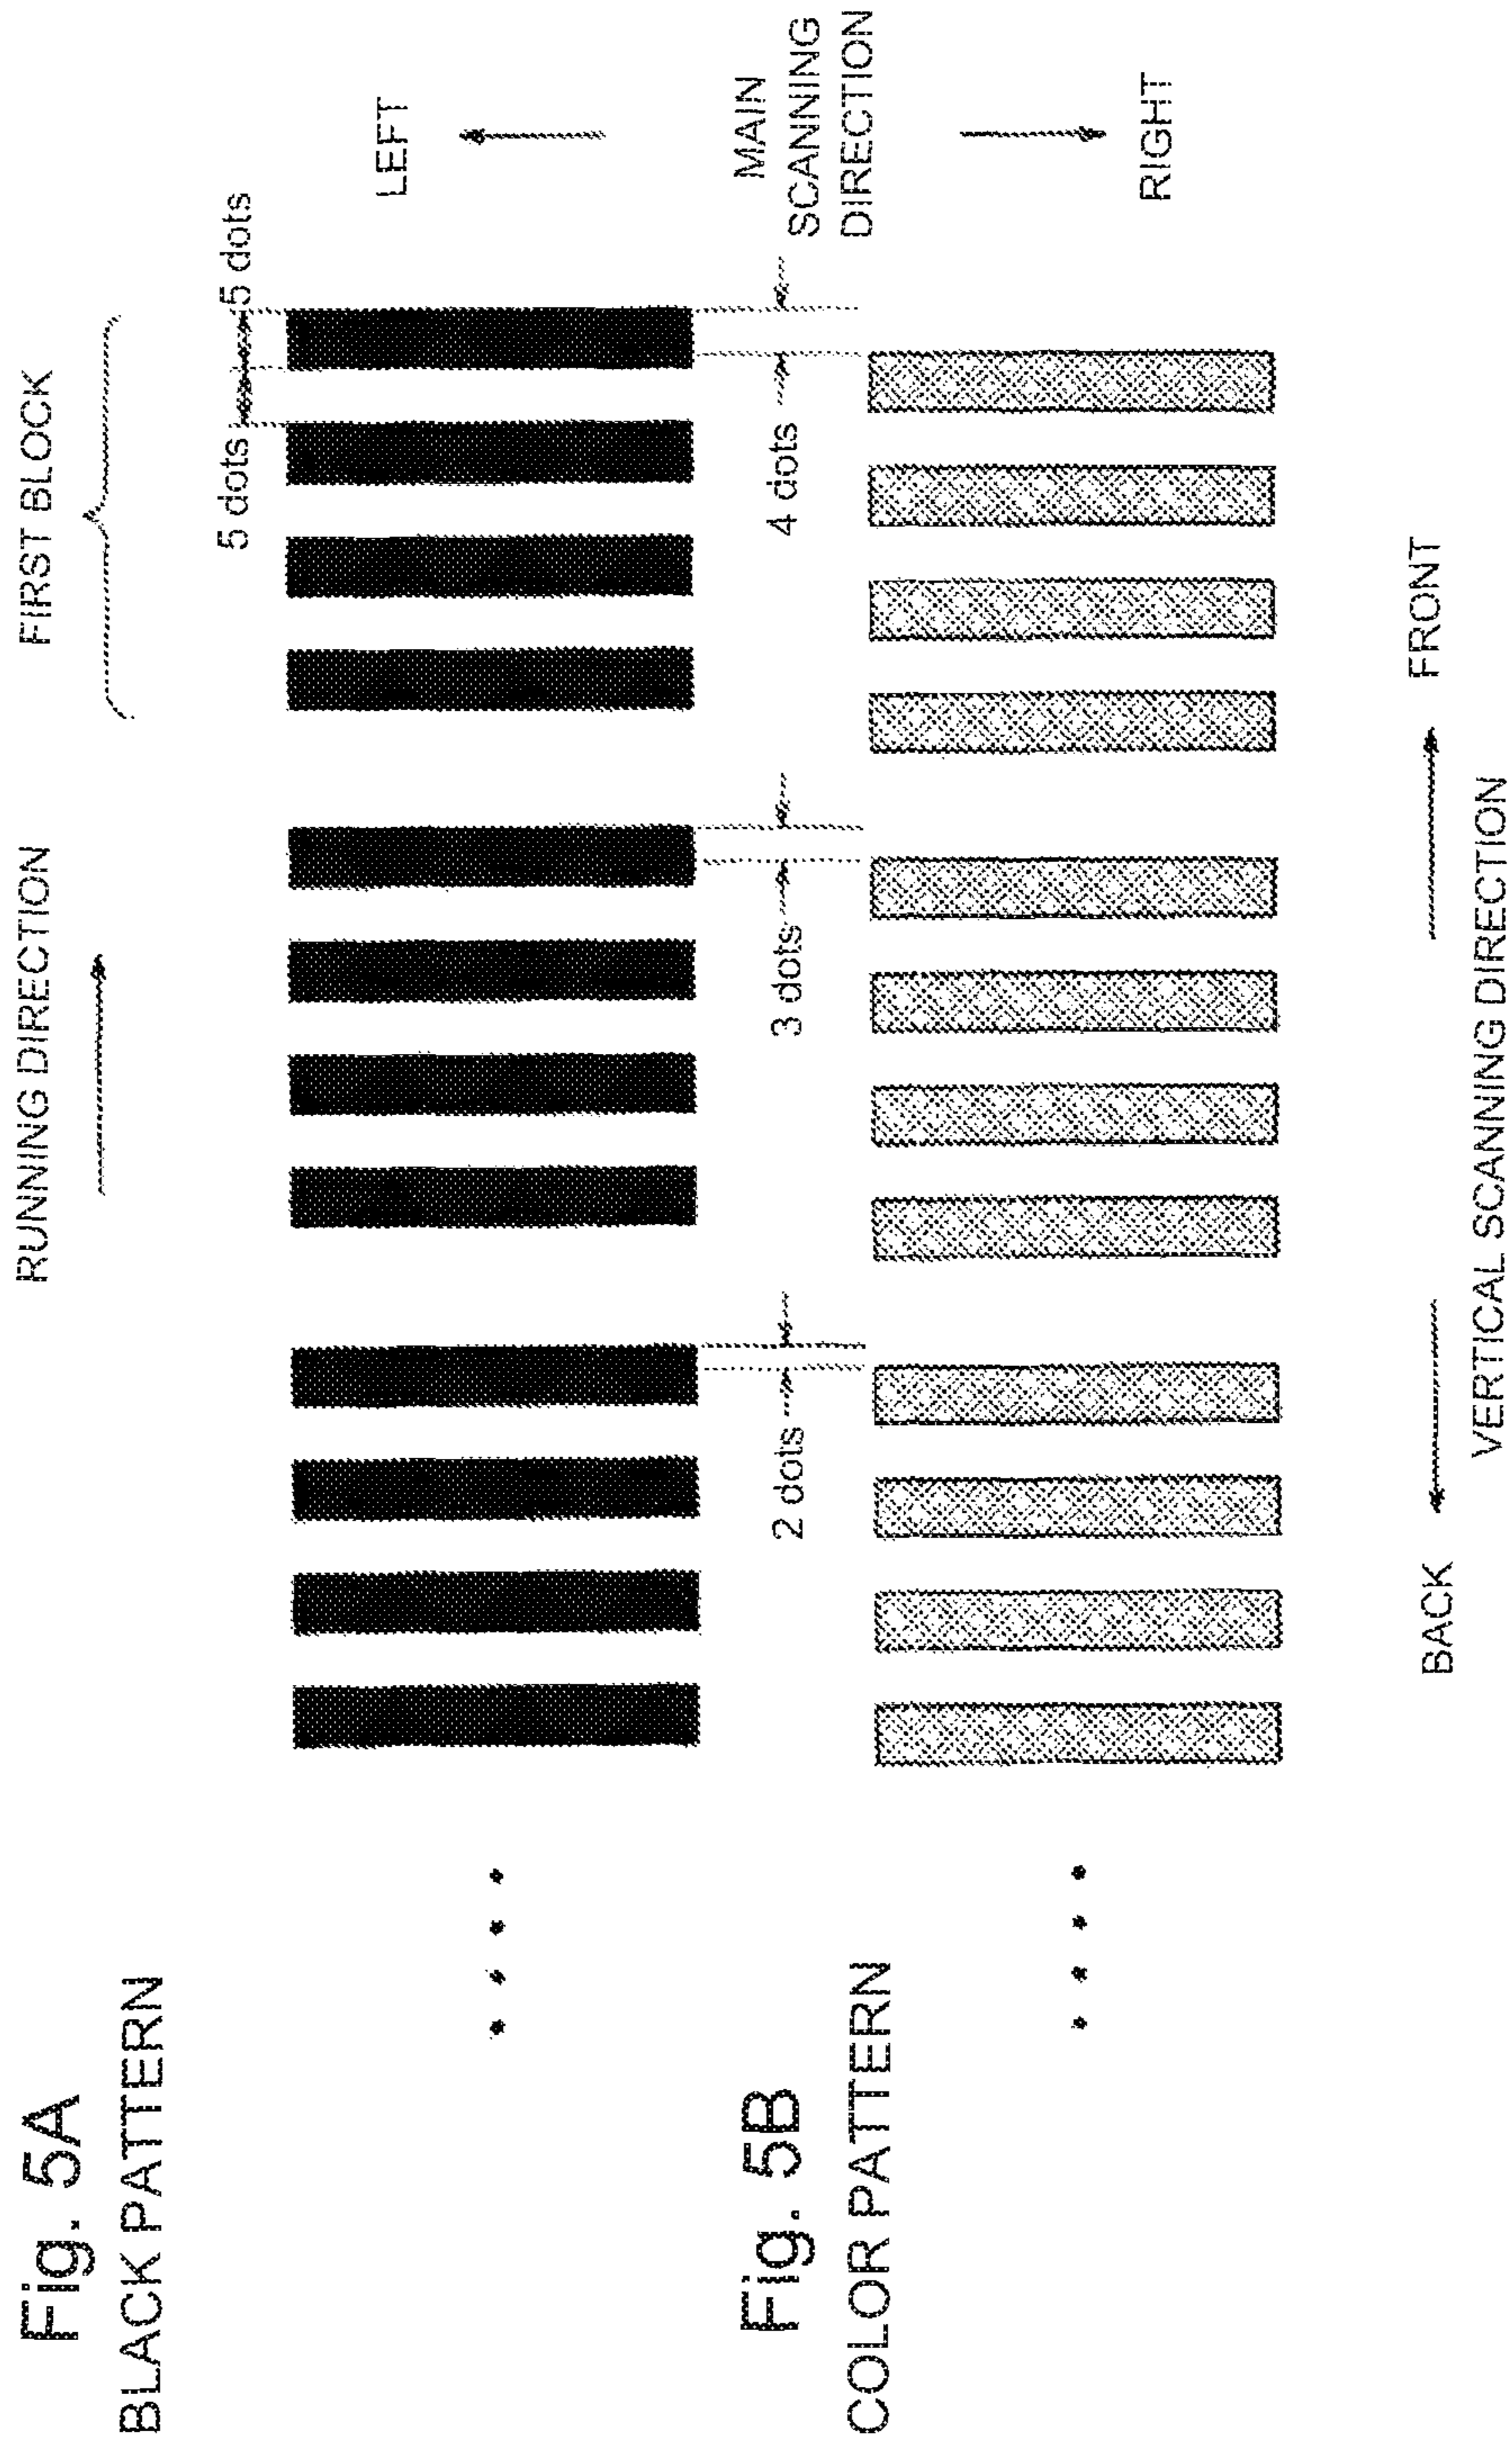 Fig. 5A
BLACK PATTERN
RUNNING DIRECTION
FIRST BLOCK
5 dots
5 dots
LEFT
MAIN
SCANNING
DIRECTION
RIGHT
2 dots
3 dots
4 dots
Fig. 5B
COLOR PATTERN
BACK
FRONT
VERTICAL SCANNING DIRECTION